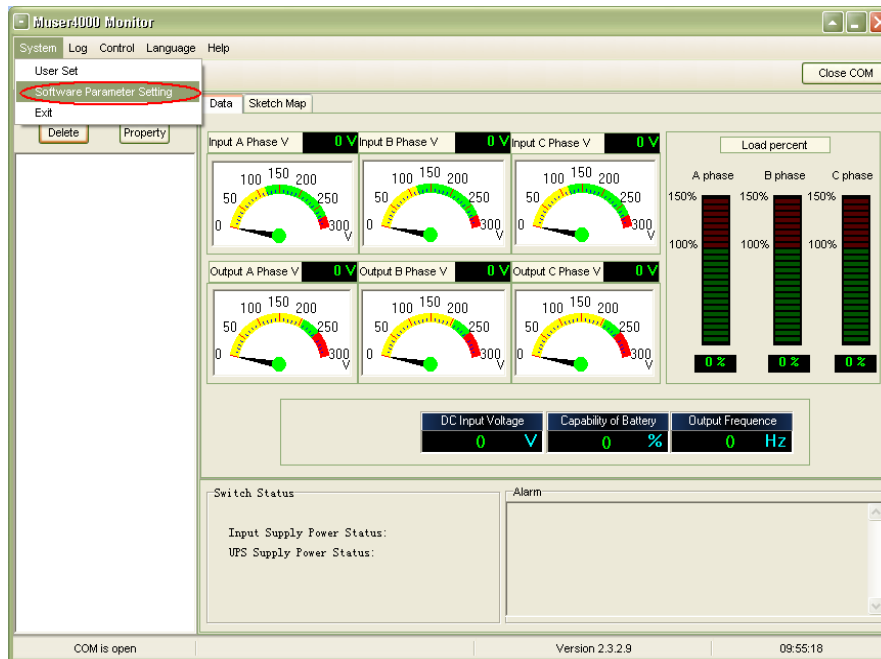 Muser4000 Monitor
System Log Control Language Help
User Set
Software Parameter Setting
Exit
Close COM
Delete Property
Data Sketch Map
Input A Phase V 0 V Input B Phase V 0 V Input C Phase V 0 V
0 50 100 150 200 250 300 V
0 50 100 150 200 250 300 V
0 50 100 150 200 250 300 V
Output A Phase V 0 V Output B Phase V 0 V Output C Phase V 0 V
0 50 100 150 200 250 300 V
0 50 100 150 200 250 300 V
0 50 100 150 200 250 300 V
Load percent
A phase B phase C phase
150% 150% 150%
100% 100% 100%
0 % 0 % 0 %
DC Input Voltage Capability of Battery Output Frequence
0 V 0 % 0 Hz
Switch Status
Input Supply Power Status:
UPS Supply Power Status:
Alarm
COM is open Version 2.3.2.9 09:55:18